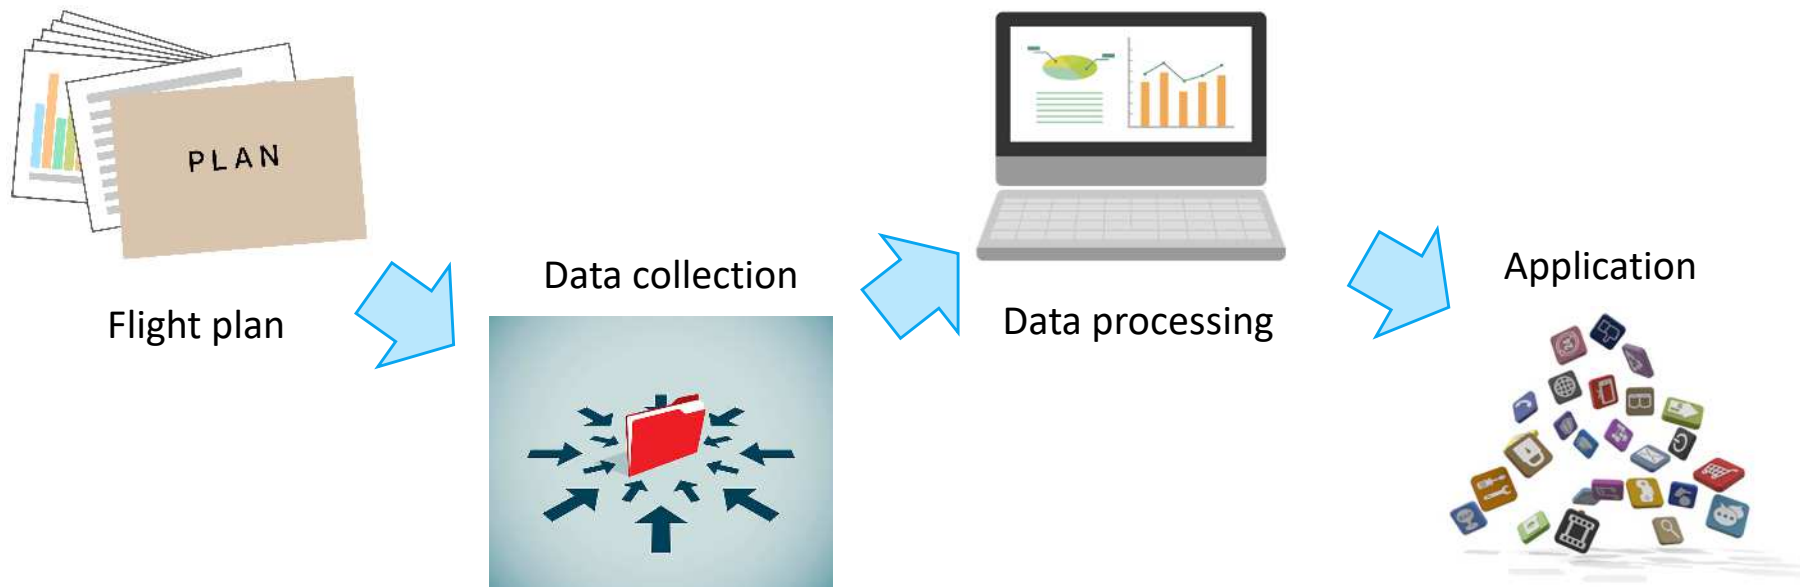 PLAN
Flight plan
Data collection
Data processing
Application